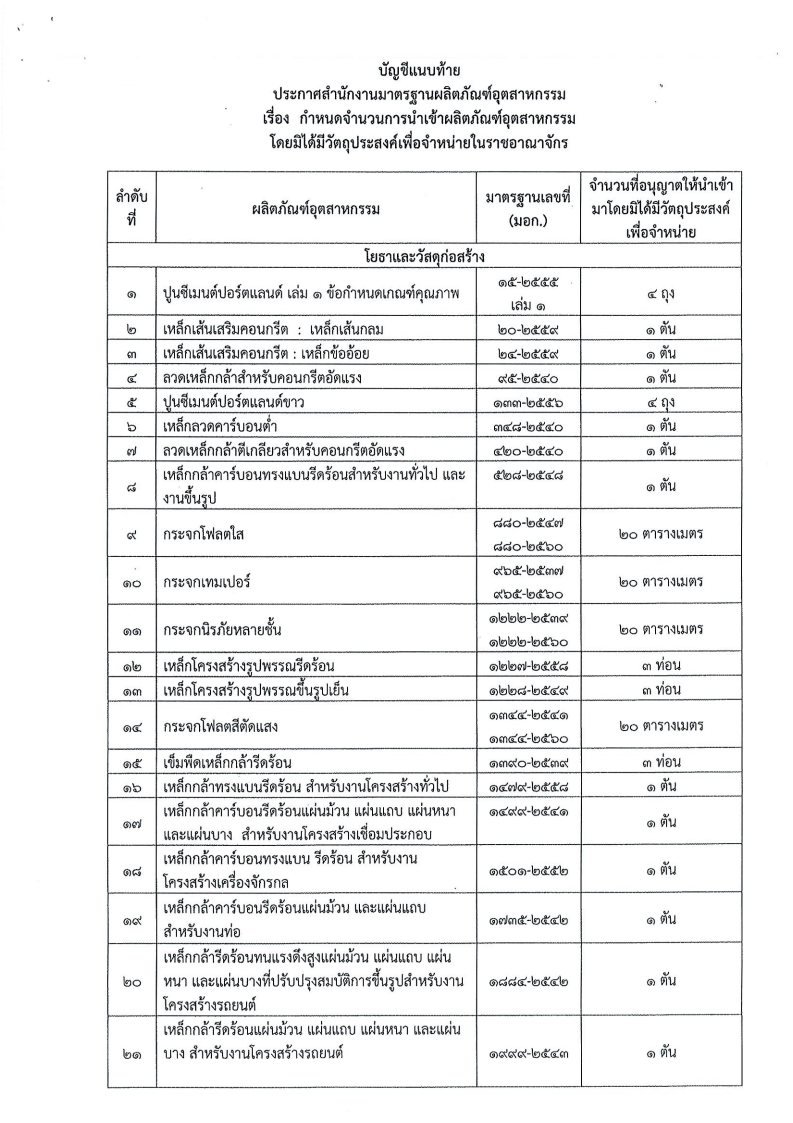 บัญชีแนบท้าย
ประกาศสำนักงานมาตรฐานผลิตภัณฑ์อุตสาหกรรม
เรื่อง กำหนดจำนวนการนำเข้าผลิตภัณฑ์อุตสาหกรรม
โดยมิได้มีวัตถุประสงค์เพื่อจำหน่ายในราชอาณาจักร
ลำดับที่ ผลิตภัณฑ์อุตสาหกรรม มาตรฐานเลขที่ (มอก.) จำนวนที่อนุญาตให้นำเข้ามาโดยมิได้มีวัตถุประสงค์เพื่อจำหน่าย
โยธาและวัสดุก่อสร้าง
๑ ปูนซีเมนต์ปอร์ตแลนด์ เล่ม ๑ ข้อกำหนดเกณฑ์คุณภาพ ๑๕-๒๕๕๕ เล่ม ๑ ๔ ถุง
๒ เหล็กเส้นเสริมคอนกรีต : เหล็กเส้นกลม ๒๐-๒๕๕๙ ๑ ตัน
๓ เหล็กเส้นเสริมคอนกรีต : เหล็กข้ออ้อย ๒๔-๒๕๕๙ ๑ ตัน
๔ ลวดเหล็กกล้าสำหรับคอนกรีตอัดแรง ๙๕-๒๕๔๐ ๑ ตัน
๕ ปูนซีเมนต์ปอร์ตแลนด์ขาว ๑๓๓-๒๕๕๖ ๔ ถุง
๖ เหล็กลวดคาร์บอนต่ำ ๓๔๘-๒๕๔๐ ๑ ตัน
๗ ลวดเหล็กกล้าตีเกลียวสำหรับคอนกรีตอัดแรง ๔๒๐-๒๕๔๐ ๑ ตัน
๘ เหล็กกล้าคาร์บอนทรงแบนรีดร้อนสำหรับงานทั่วไป และ
งานขึ้นรูป ๕๒๘-๒๕๔๘ ๑ ตัน
๙ กระจกโฟลตใส ๘๘๐-๒๕๔๗
๘๘๐-๒๕๖๐ ๒๐ ตารางเมตร
๑๐ กระจกเทมเปอร์ ๙๖๕-๒๕๓๗
๙๖๕-๒๕๖๐ ๒๐ ตารางเมตร
๑๑ กระจกนิรภัยหลายชั้น ๑๒๒๒-๒๕๓๙
๑๒๒๒-๒๕๖๐ ๒๐ ตารางเมตร
๑๒ เหล็กโครงสร้างรูปพรรณรีดร้อน ๑๒๒๗-๒๕๕๘ ๓ ท่อน
๑๓ เหล็กโครงสร้างรูปพรรณขึ้นรูปเย็น ๑๒๒๘-๒๕๔๙ ๓ ท่อน
๑๔ กระจกโฟลตสีตัดแสง ๑๓๔๔-๒๕๔๑
๑๓๔๔-๒๕๖๐ ๒๐ ตารางเมตร
๑๕ เข็มพืดเหล็กกล้ารีดร้อน ๑๓๙๐-๒๕๓๙ ๓ ท่อน
๑๖ เหล็กกล้าทรงแบนรีดร้อน สำหรับงานโครงสร้างทั่วไป ๑๔๗๙-๒๕๕๘ ๑ ตัน
๑๗ เหล็กกล้าคาร์บอนรีดร้อนแผ่นม้วน แผ่นแถบ แผ่นหนา
และแผ่นบาง สำหรับงานโครงสร้างเชื่อมประกอบ ๑๔๙๙-๒๕๔๑ ๑ ตัน
๑๘ เหล็กกล้าคาร์บอนทรงแบน รีดร้อน สำหรับงาน
โครงสร้างเครื่องจักรกล ๑๕๐๑-๒๕๕๒ ๑ ตัน
๑๙ เหล็กกล้าคาร์บอนรีดร้อนแผ่นม้วน และแผ่นแถบ
สำหรับงานท่อ ๑๗๓๕-๒๕๔๒ ๑ ตัน
๒๐ เหล็กกล้ารีดร้อนทนแรงดึงสูงแผ่นม้วน แผ่นแถบ แผ่น
หนา และแผ่นบางที่ปรับปรุงสมบัติการขึ้นรูปสำหรับงาน
โครงสร้างรถยนต์ ๑๘๘๔-๒๕๔๒ ๑ ตัน
๒๑ เหล็กกล้ารีดร้อนแผ่นม้วน แผ่นแถบ แผ่นหนา และแผ่น
บาง สำหรับงานโครงสร้างรถยนต์ ๑๙๙๙-๒๕๔๓ ๑ ตัน